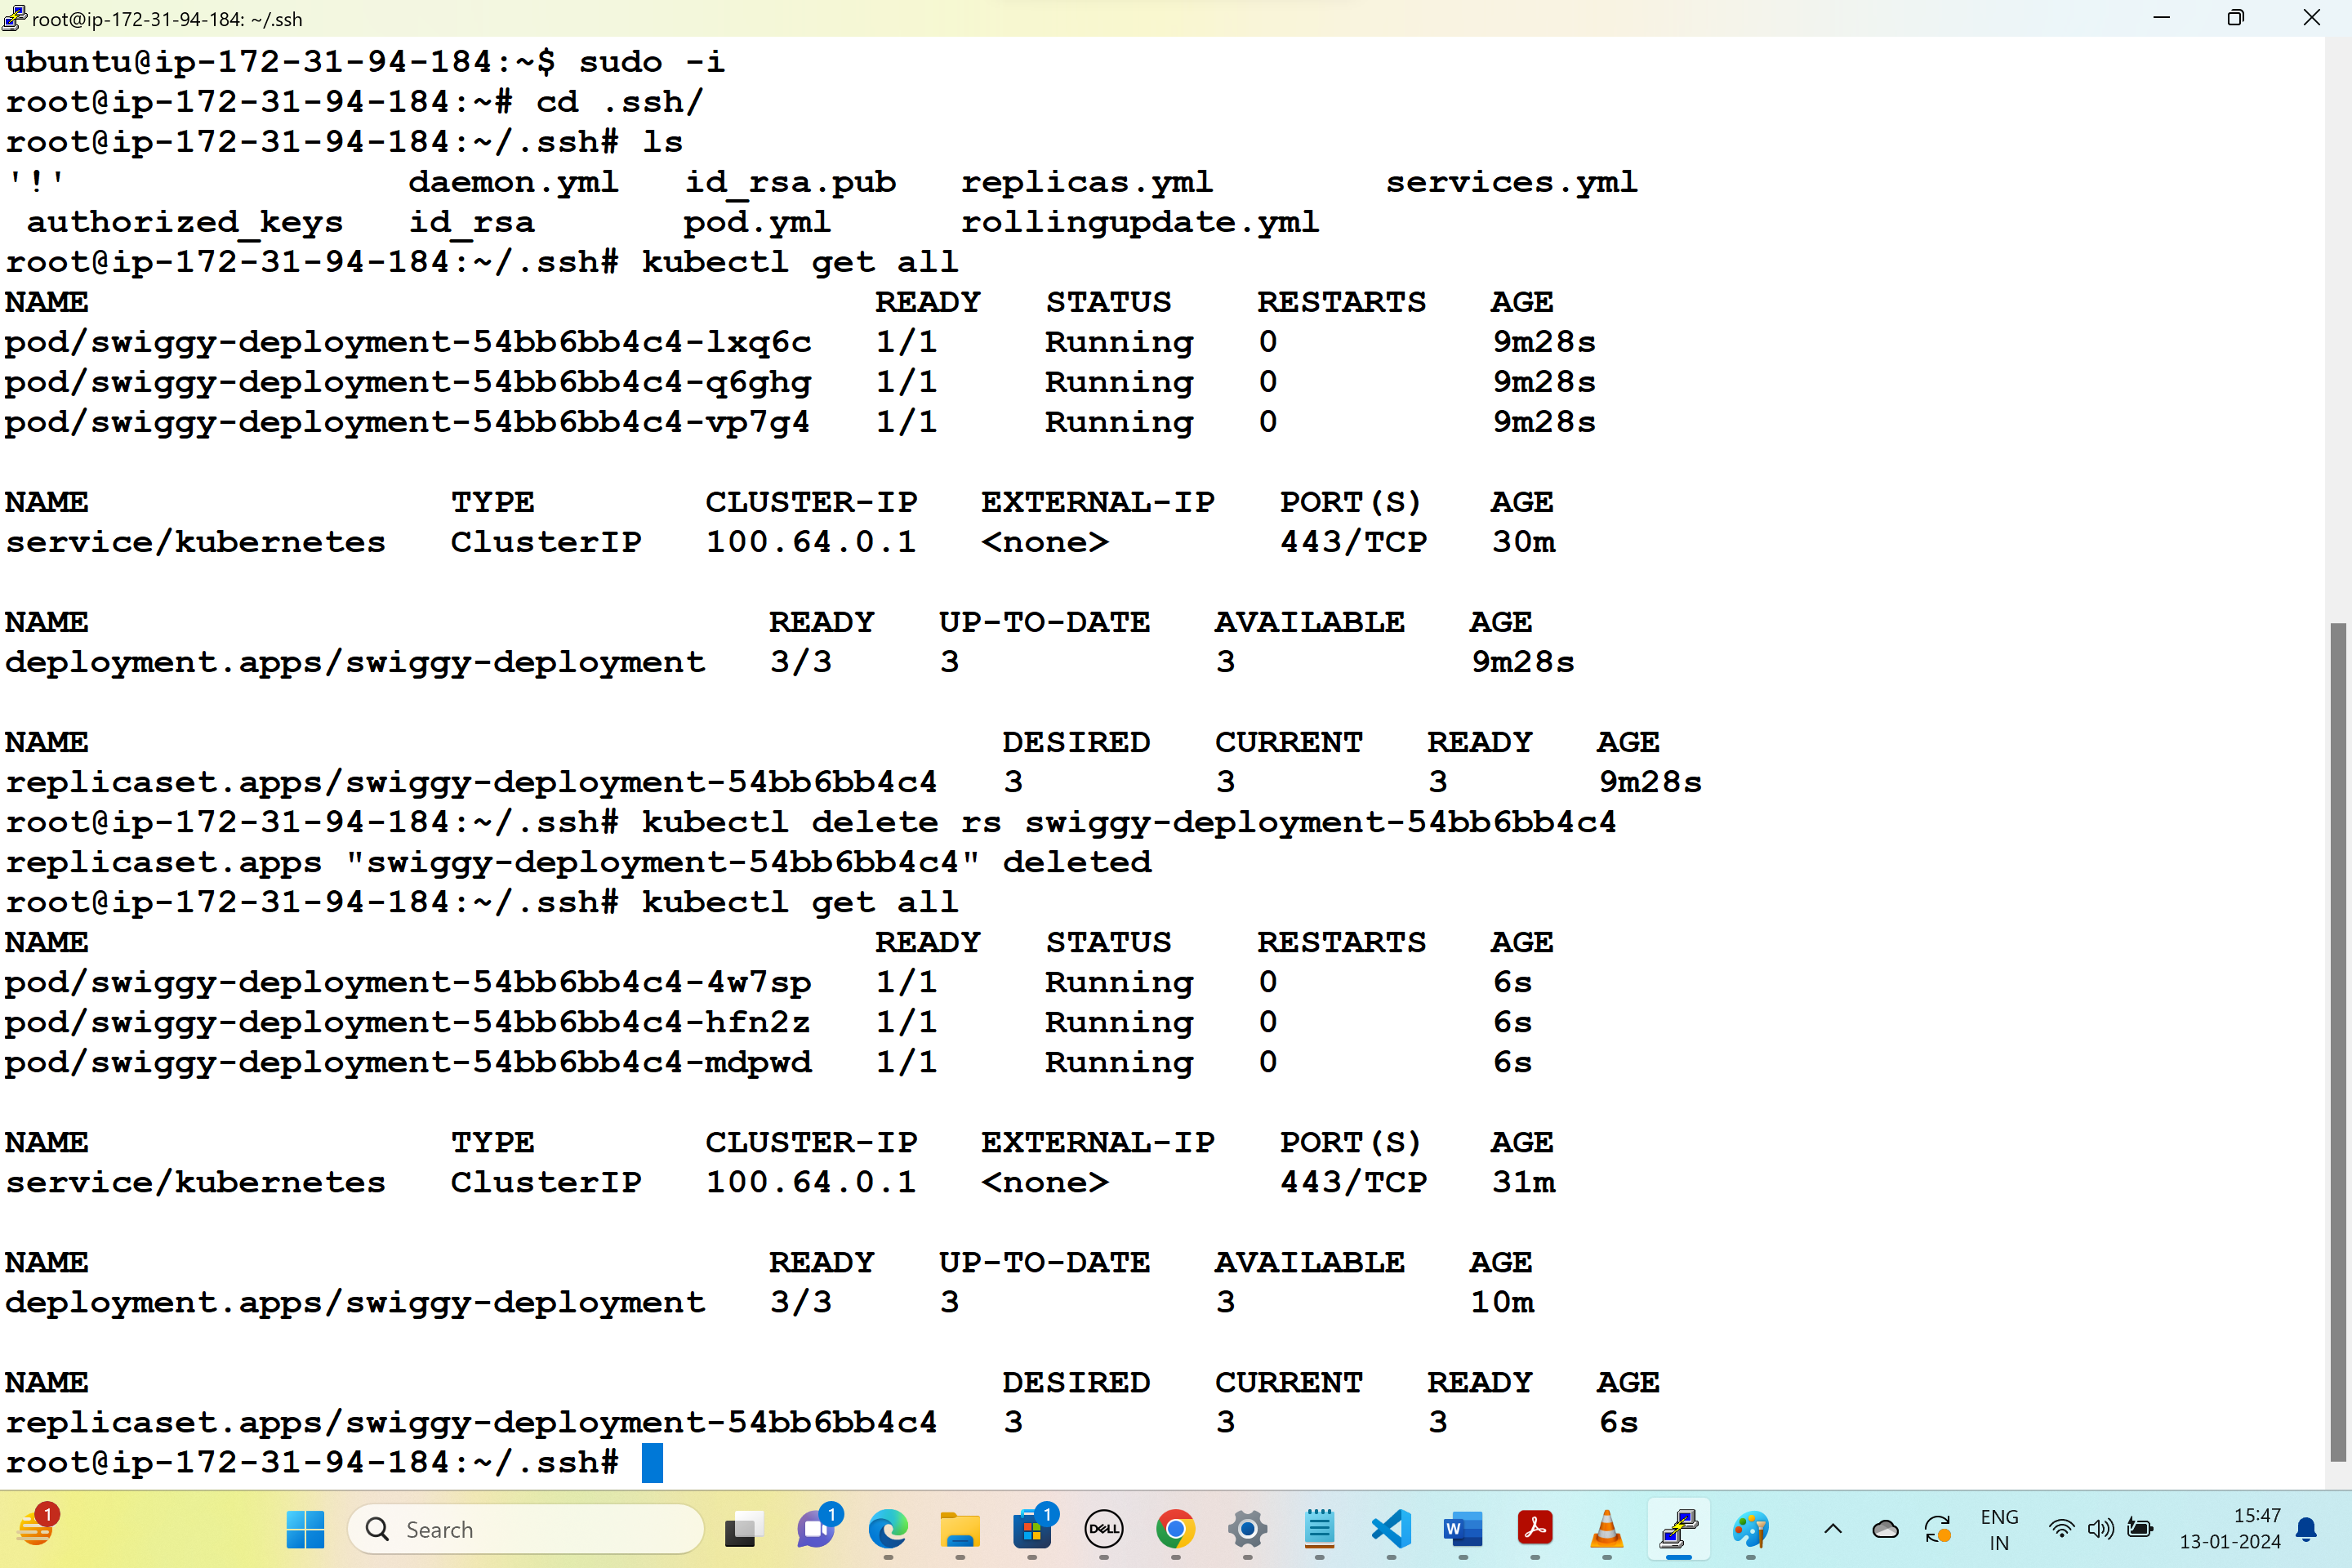 root@ip-172-31-94-184: ~/.ssh
ubuntu@ip-172-31-94-184:~$ sudo -i
root@ip-172-31-94-184:~# cd .ssh/
root@ip-172-31-94-184:~/.ssh# ls
'!' daemon.yml id_rsa.pub replicas.yml services.yml
authorized_keys id_rsa pod.yml rollingupdate.yml
root@ip-172-31-94-184:~/.ssh# kubectl get all
NAME READY STATUS RESTARTS AGE
pod/swiggy-deployment-54bb6bb4c4-lxq6c 1/1 Running 0 9m28s
pod/swiggy-deployment-54bb6bb4c4-q6ghg 1/1 Running 0 9m28s
pod/swiggy-deployment-54bb6bb4c4-vp7g4 1/1 Running 0 9m28s
NAME TYPE CLUSTER-IP EXTERNAL-IP PORT(S) AGE
service/kubernetes ClusterIP 100.64.0.1 <none> 443/TCP 30m
NAME READY UP-TO-DATE AVAILABLE AGE
deployment.apps/swiggy-deployment 3/3 3 3 9m28s
NAME DESIRED CURRENT READY AGE
replicaset.apps/swiggy-deployment-54bb6bb4c4 3 3 3 9m28s
root@ip-172-31-94-184:~/.ssh# kubectl delete rs swiggy-deployment-54bb6bb4c4
replicaset.apps "swiggy-deployment-54bb6bb4c4" deleted
root@ip-172-31-94-184:~/.ssh# kubectl get all
NAME READY STATUS RESTARTS AGE
pod/swiggy-deployment-54bb6bb4c4-4w7sp 1/1 Running 0 6s
pod/swiggy-deployment-54bb6bb4c4-hfn2z 1/1 Running 0 6s
pod/swiggy-deployment-54bb6bb4c4-mdpwd 1/1 Running 0 6s
NAME TYPE CLUSTER-IP EXTERNAL-IP PORT(S) AGE
service/kubernetes ClusterIP 100.64.0.1 <none> 443/TCP 31m
NAME READY UP-TO-DATE AVAILABLE AGE
deployment.apps/swiggy-deployment 3/3 3 3 10m
NAME DESIRED CURRENT READY AGE
replicaset.apps/swiggy-deployment-54bb6bb4c4 3 3 3 6s
root@ip-172-31-94-184:~/.ssh#
1
Search
1
1
DELL
W
ENG
IN
15:47
13-01-2024